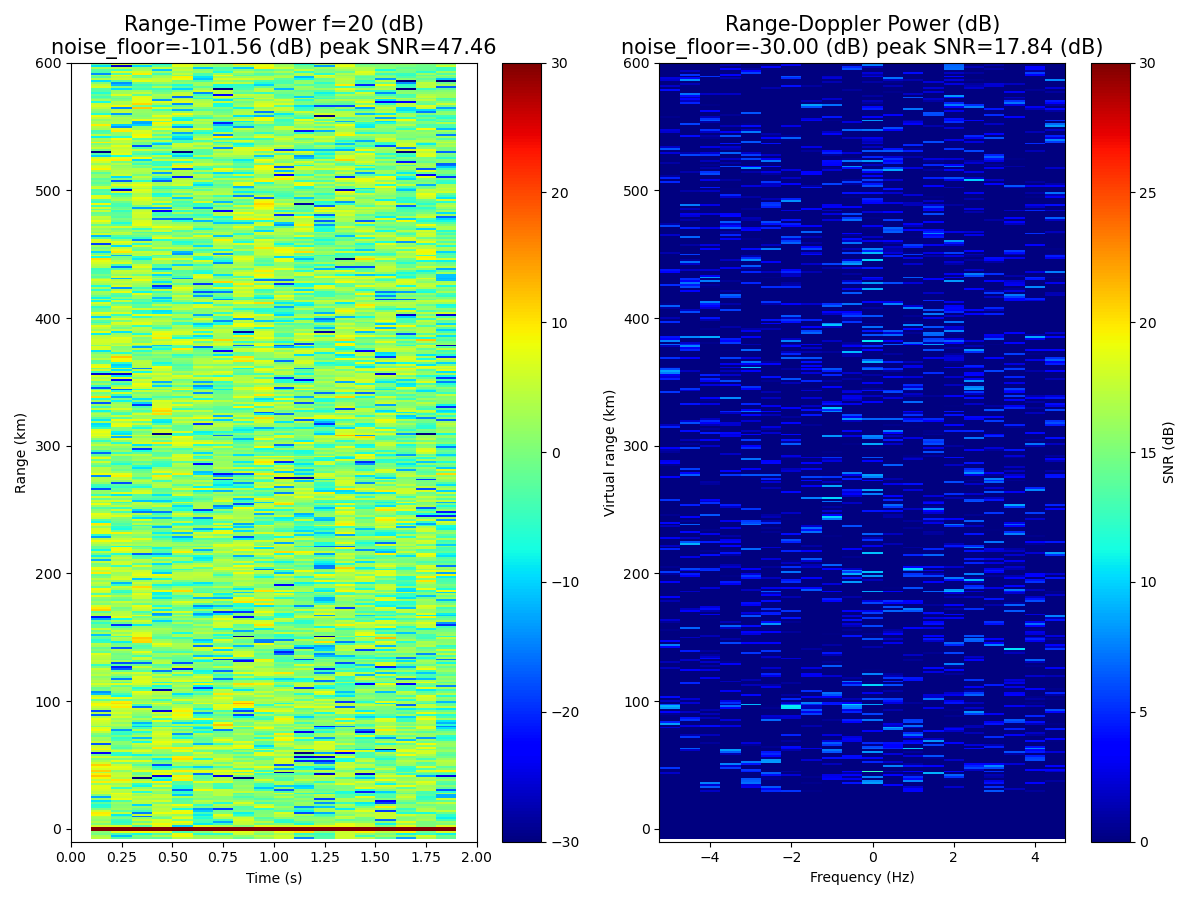 Range-Time Power f=20 (dB)
noise_floor=-101.56 (dB) peak SNR=47.46
600
500
400
300
200
100
0
Range (km)
0.00 0.25 0.50 0.75 1.00 1.25 1.50 1.75 2.00
Time (s)
30
20
10
0
−10
−20
−30
Range-Doppler Power (dB)
noise_floor=-30.00 (dB) peak SNR=17.84 (dB)
600
500
400
300
200
100
0
Virtual range (km)
−4 −2 0 2 4
Frequency (Hz)
30
25
20
15
10
5
0
SNR (dB)